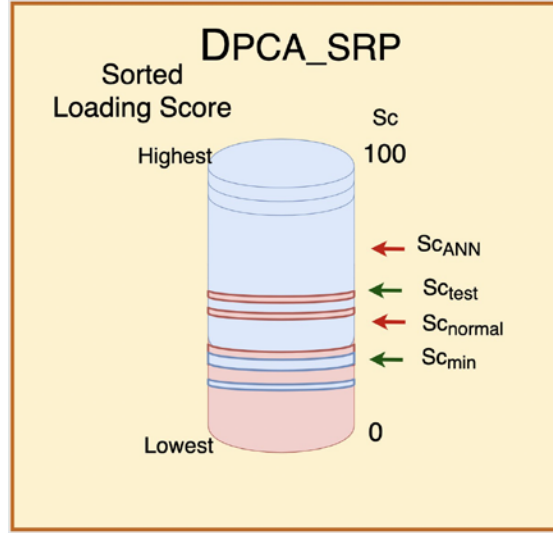 DPCA_SRP
Sorted
Loading Score
Sc
Highest
100
ScANN
Sctest
Scnormal
Scmin
0
Lowest